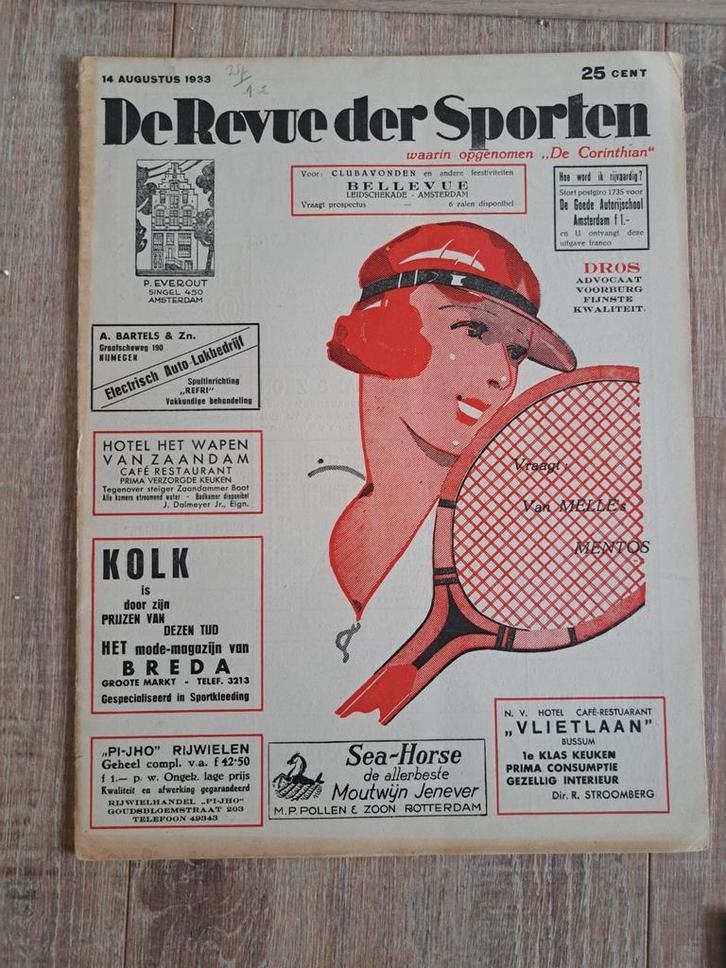 14 AUGUSTUS 1933
25 CENT
De Revue der Sporten
waarin opgenomen „De Corinthian"
Voor: CLUBAVONDEN en andere feestiviteiten
BELLEVUE
LEIDSCHEKADE - AMSTERDAM
Vraagt prospectus — 6 zalen disponibel
Hoe word ik rijvaardig?
Stort postgiro 1735 voor
De Goede Autorijschool
Amsterdam f 1.-
en U ontvangt deze
uitgave franco
P. EVEROUT
SINGEL 450
AMSTERDAM
DROS
ADVOCAAT
VOORBURG
FIJNSTE
KWALITEIT.
A. BARTELS & Zn.
Graafscheweg 190
NIJMEGEN
Electrisch Auto-Lakbedrijf
Spuitinrichting
„REFRI"
Vakkundige behandeling
HOTEL HET WAPEN
VAN ZAANDAM
CAFÉ RESTAURANT
PRIMA VERZORGDE KEUKEN
Tegenover steiger Zaandammer Boot
Alle kamers stroomend water - Badkamer disponibel
J. Dalmeyer Jr., Eign.
Vraagt:
Van MELLE's
MENTOS
KOLK
is
door zijn
PRIJZEN VAN
DEZEN TIJD
HET mode-magazijn van
BREDA
GROOTE MARKT - TELEF. 3213
Gespecialiseerd in Sportkleeding
„PI-JHO" RIJWIELEN
Geheel compl. v.a. f 42·50
f 1.— p. w. Ongek. lage prijs
Kwaliteit en afwerking gegarandeerd
RIJWIELHANDEL „PI-JHO"
GOUDSBLOEMSTRAAT 203
TELEFOON 49343
Sea-Horse
de allerbeste
Moutwijn Jenever
M. P. POLLEN & ZOON ROTTERDAM
N. V. HOTEL CAFÉ-RESTUARANT
„VLIETLAAN"
BUSSUM
1e KLAS KEUKEN
PRIMA CONSUMPTIE
GEZELLIG INTERIEUR
Dir. R. STROOMBERG